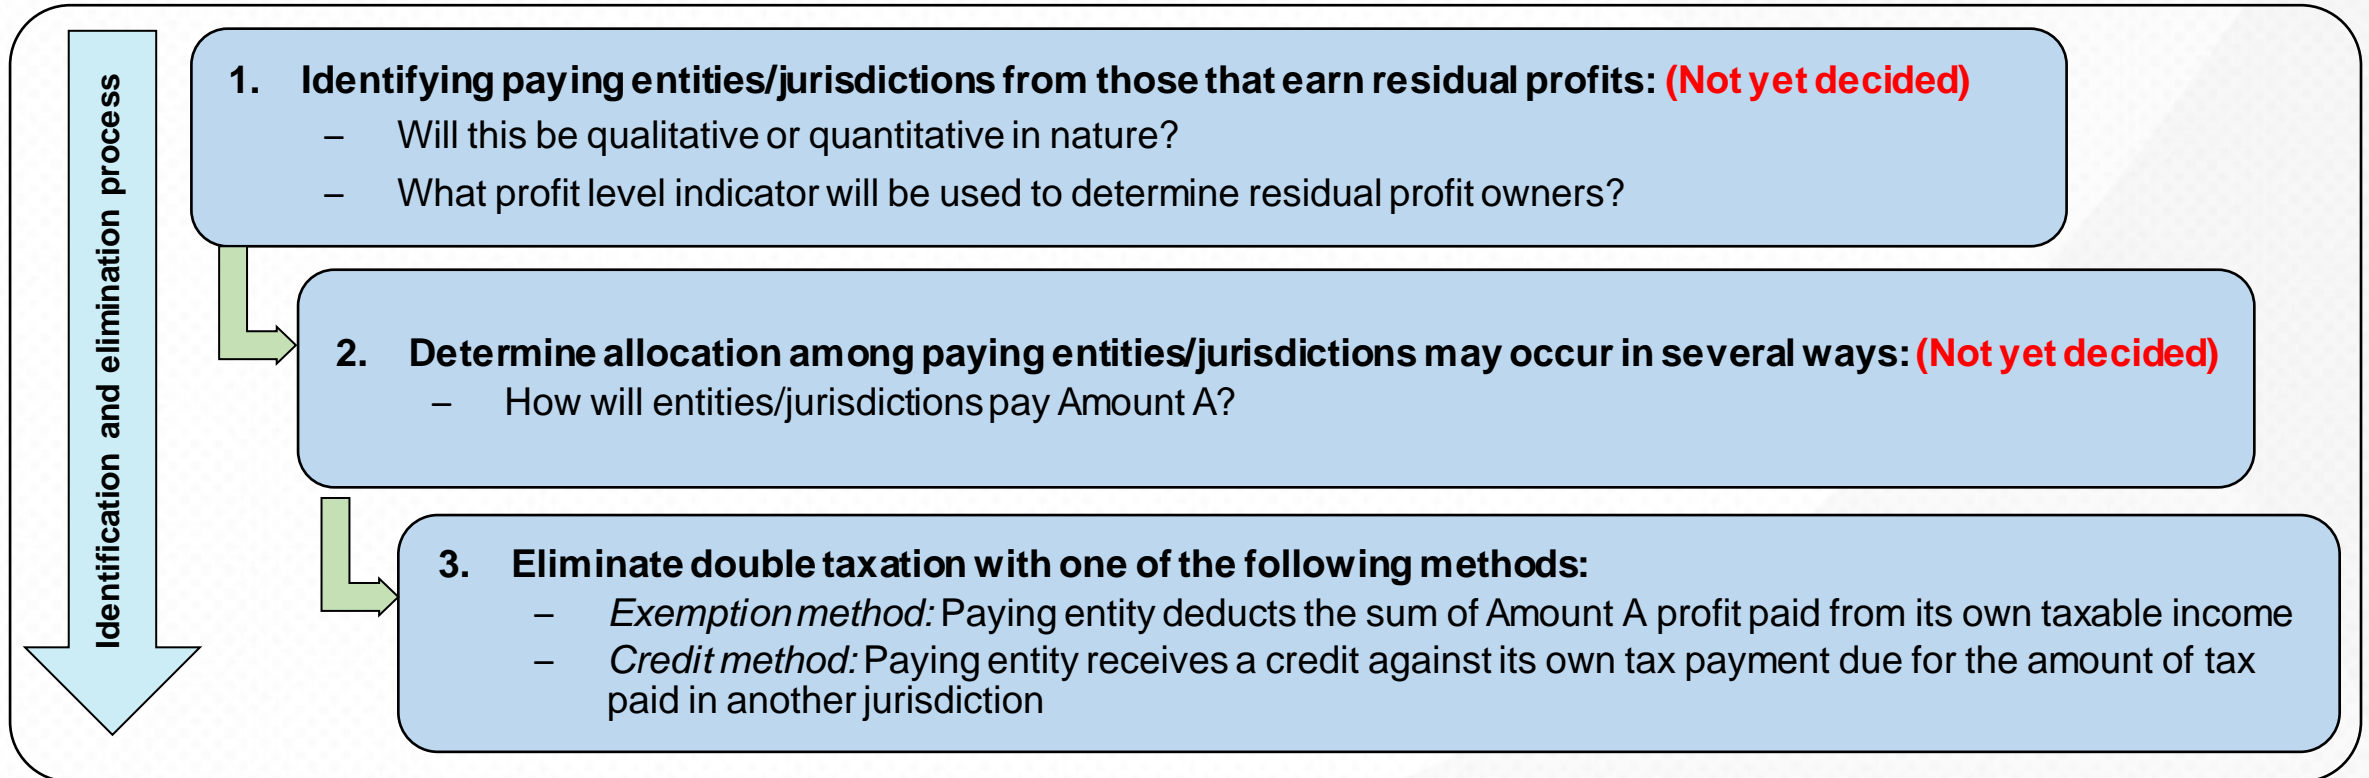 Identification and elimination process
1. Identifying paying entities/jurisdictions from those that earn residual profits: (Not yet decided)
– Will this be qualitative or quantitative in nature?
– What profit level indicator will be used to determine residual profit owners?
2. Determine allocation among paying entities/jurisdictions may occur in several ways: (Not yet decided)
– How will entities/jurisdictions pay Amount A?
3. Eliminate double taxation with one of the following methods:
– Exemption method: Paying entity deducts the sum of Amount A profit paid from its own taxable income
– Credit method: Paying entity receives a credit against its own tax payment due for the amount of tax
paid in another jurisdiction